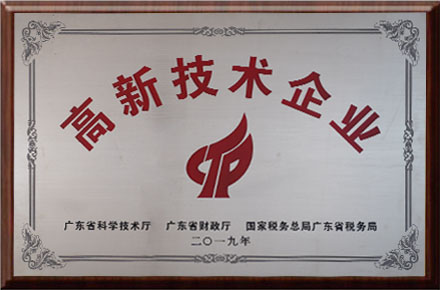 高新技术企业
广东省科学技术厅 广东省财政厅 国家税务总局广东省税务局
二〇一九年